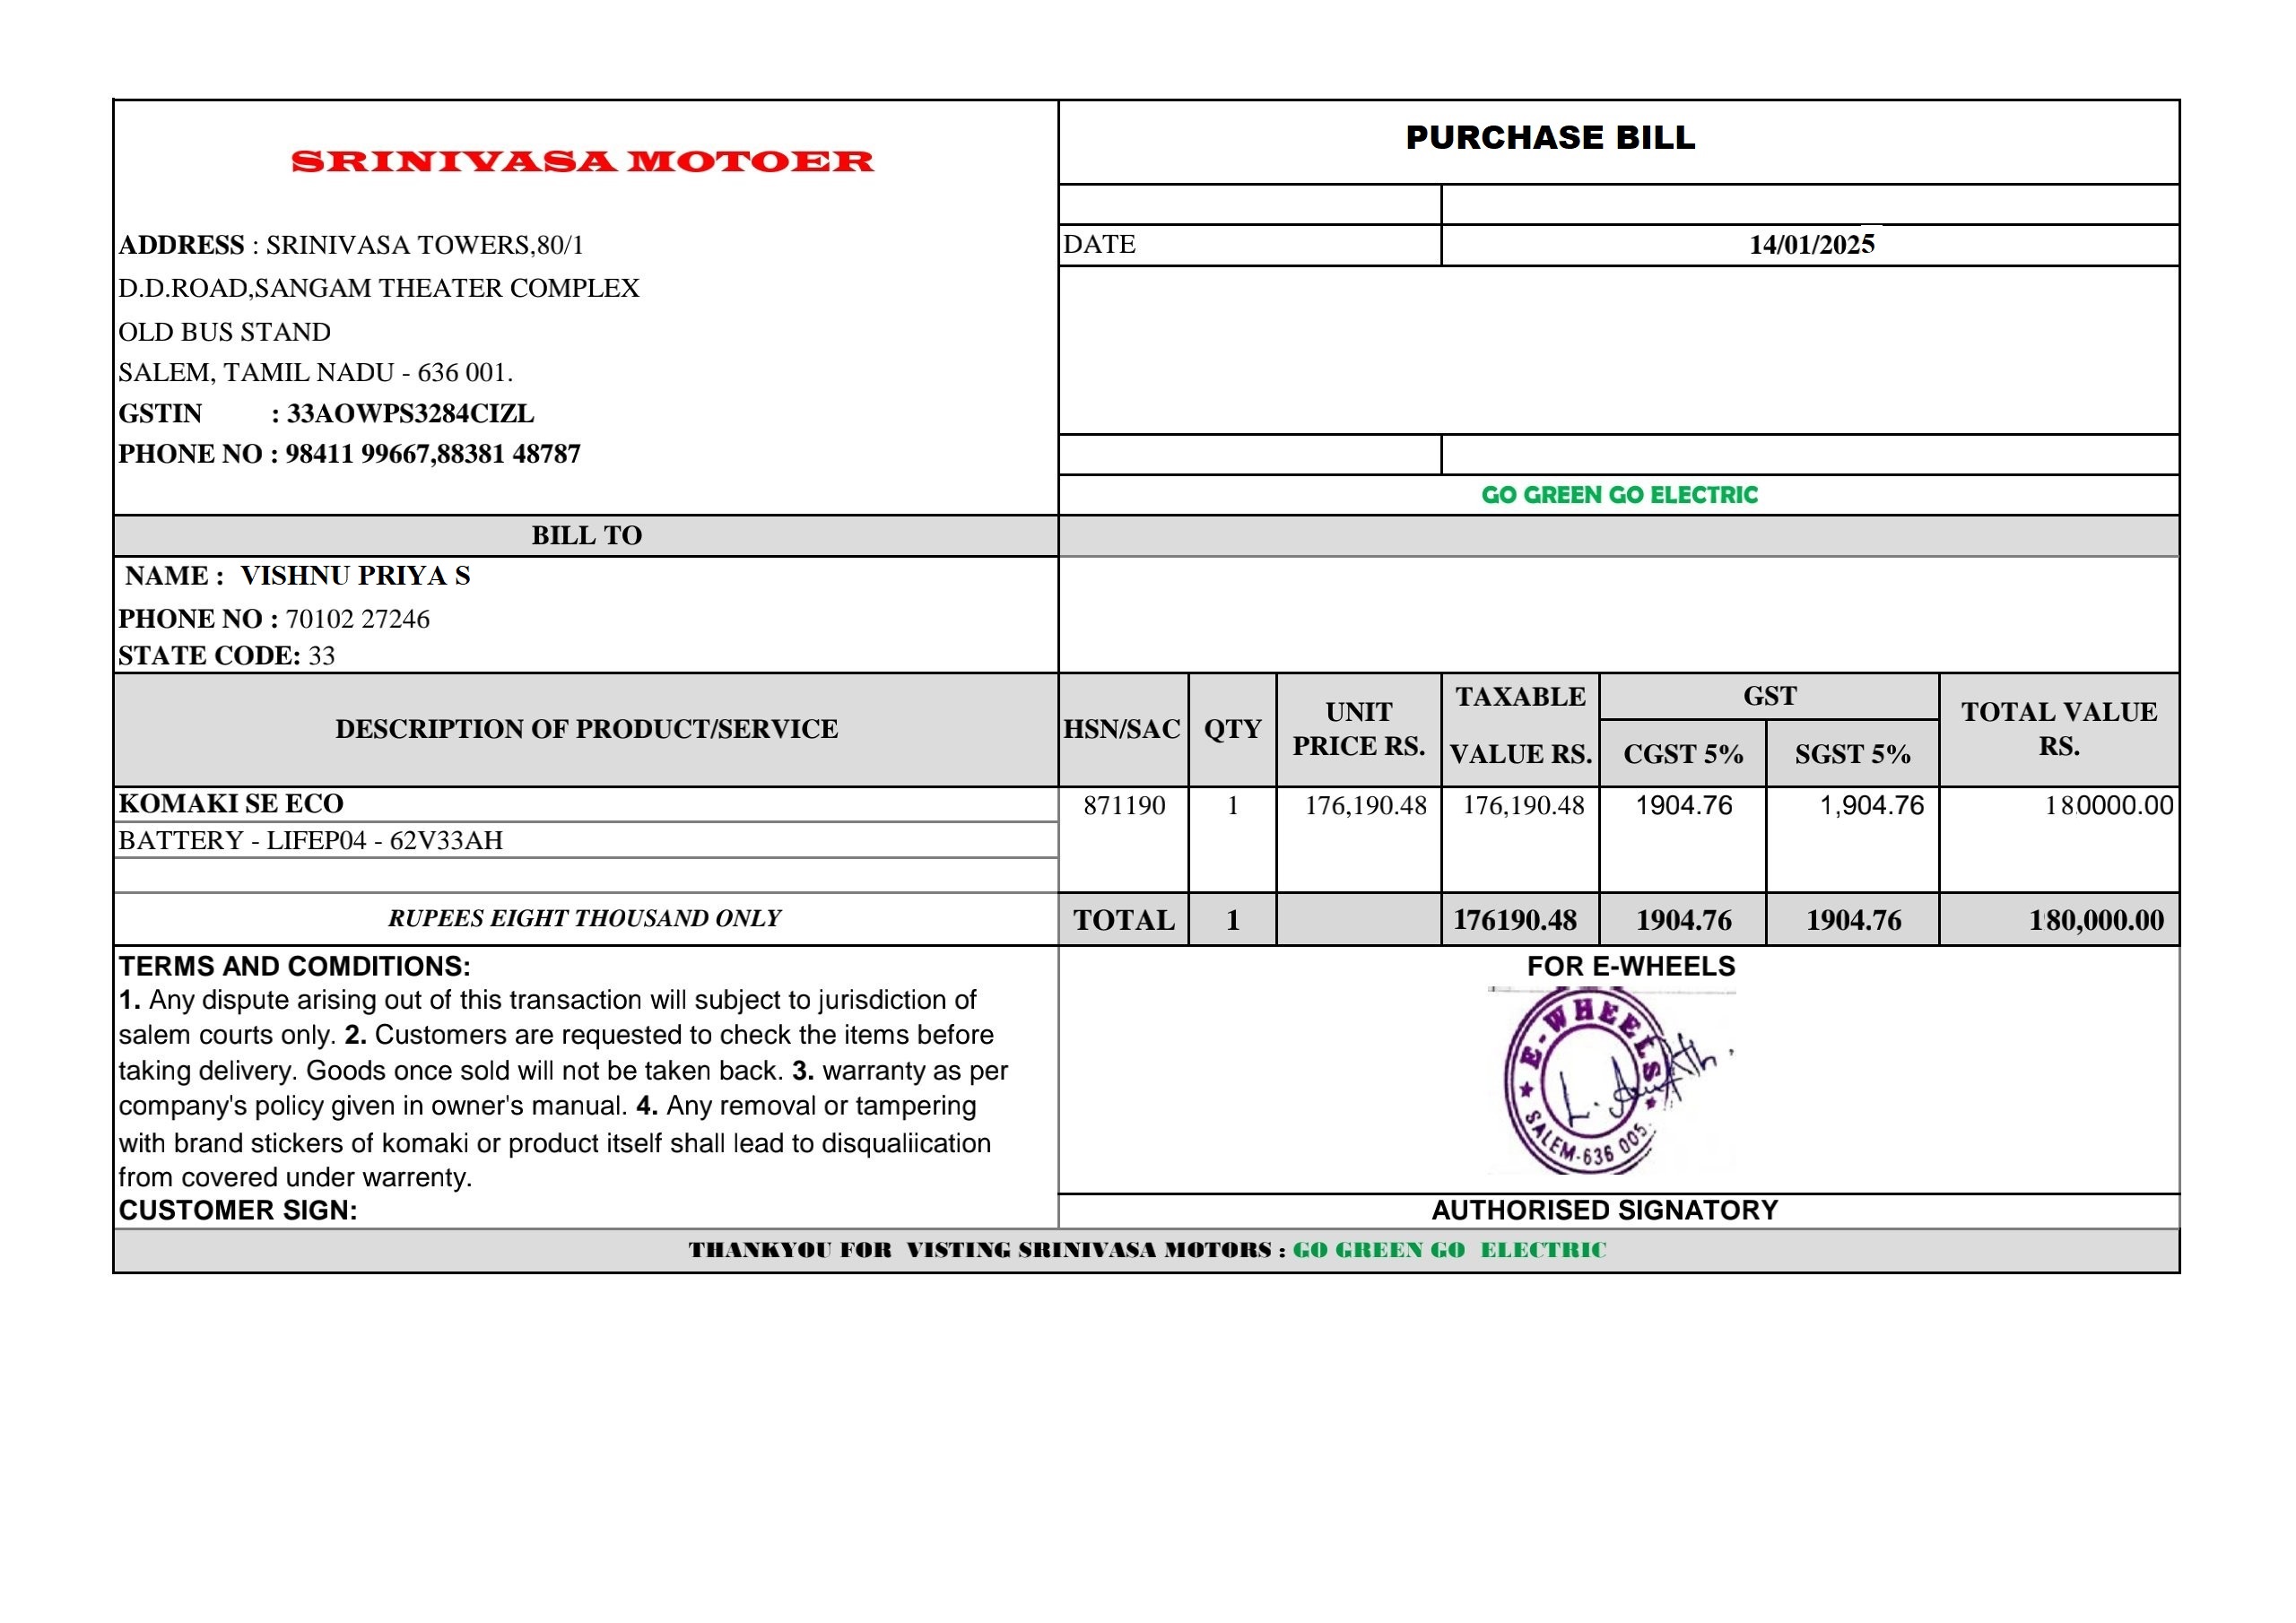 SRINIVASA MOTOER
PURCHASE BILL
ADDRESS : SRINIVASA TOWERS,80/1
DATE 14/01/2025
D.D.ROAD,SANGAM THEATER COMPLEX
OLD BUS STAND
SALEM, TAMIL NADU - 636 001.
GSTIN : 33AOWPS3284CIZL
PHONE NO : 98411 99667,88381 48787
GO GREEN GO ELECTRIC
BILL TO
NAME : VISHNU PRIYA S
PHONE NO : 70102 27246
STATE CODE: 33
DESCRIPTION OF PRODUCT/SERVICE HSN/SAC QTY UNIT PRICE RS. TAXABLE VALUE RS. GST CGST 5% SGST 5% TOTAL VALUE RS.
KOMAKI SE ECO 871190 1 176,190.48 176,190.48 1904.76 1,904.76 180000.00
BATTERY - LIFEP04 - 62V33AH
RUPEES EIGHT THOUSAND ONLY TOTAL 1 176190.48 1904.76 1904.76 180,000.00
TERMS AND COMDITIONS:
1. Any dispute arising out of this transaction will subject to jurisdiction of
salem courts only. 2. Customers are requested to check the items before
taking delivery. Goods once sold will not be taken back. 3. warranty as per
company's policy given in owner's manual. 4. Any removal or tampering
with brand stickers of komaki or product itself shall lead to disqualiication
from covered under warrenty.
CUSTOMER SIGN:
FOR E-WHEELS
E-WHEELS
SALEM-636 005.
AUTHORISED SIGNATORY
THANKYOU FOR VISTING SRINIVASA MOTORS : GO GREEN GO ELECTRIC